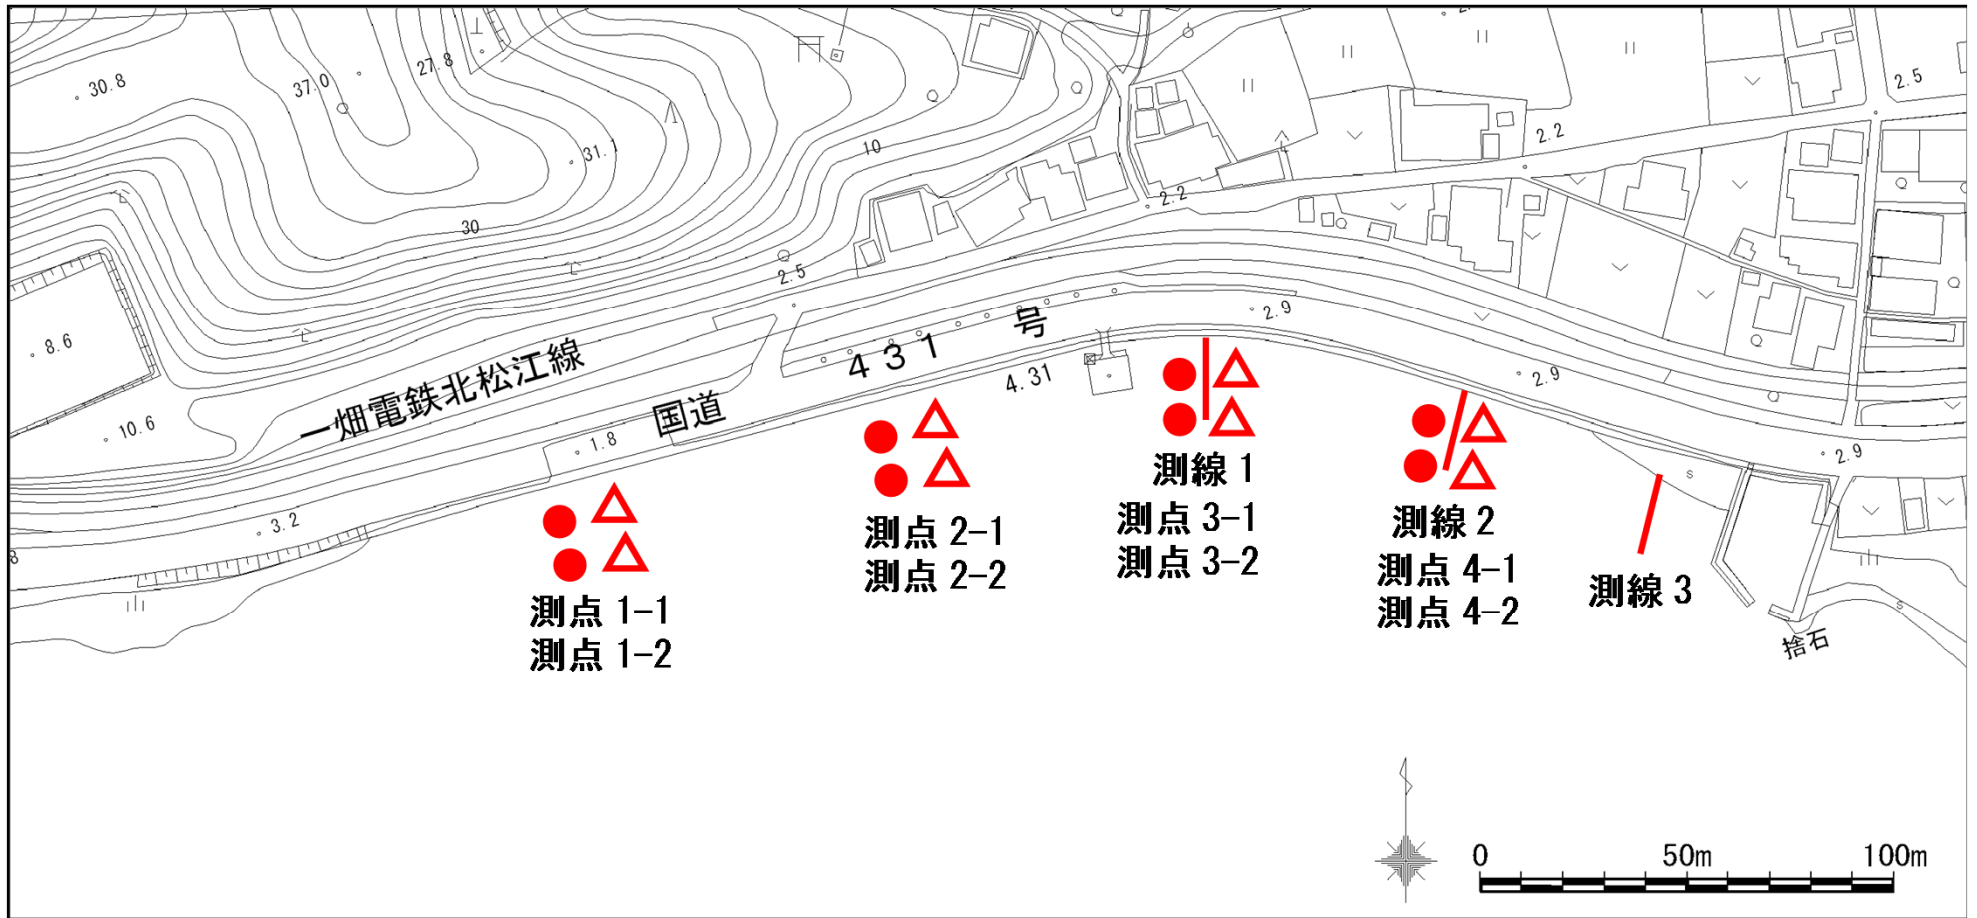 30.8
37.0
27.8
31.1
10
30
2.5
2.2
2.2
2.5
8.6
10.6
一畑電鉄北松江線
国道
431号
4.31
2.9
2.9
2.9
1.8
3.2
8
s
s
測点 1-1
測点 1-2
測点 2-1
測点 2-2
測線 1
測点 3-1
測点 3-2
測線 2
測点 4-1
測点 4-2
測線 3
捨石
0 50m 100m